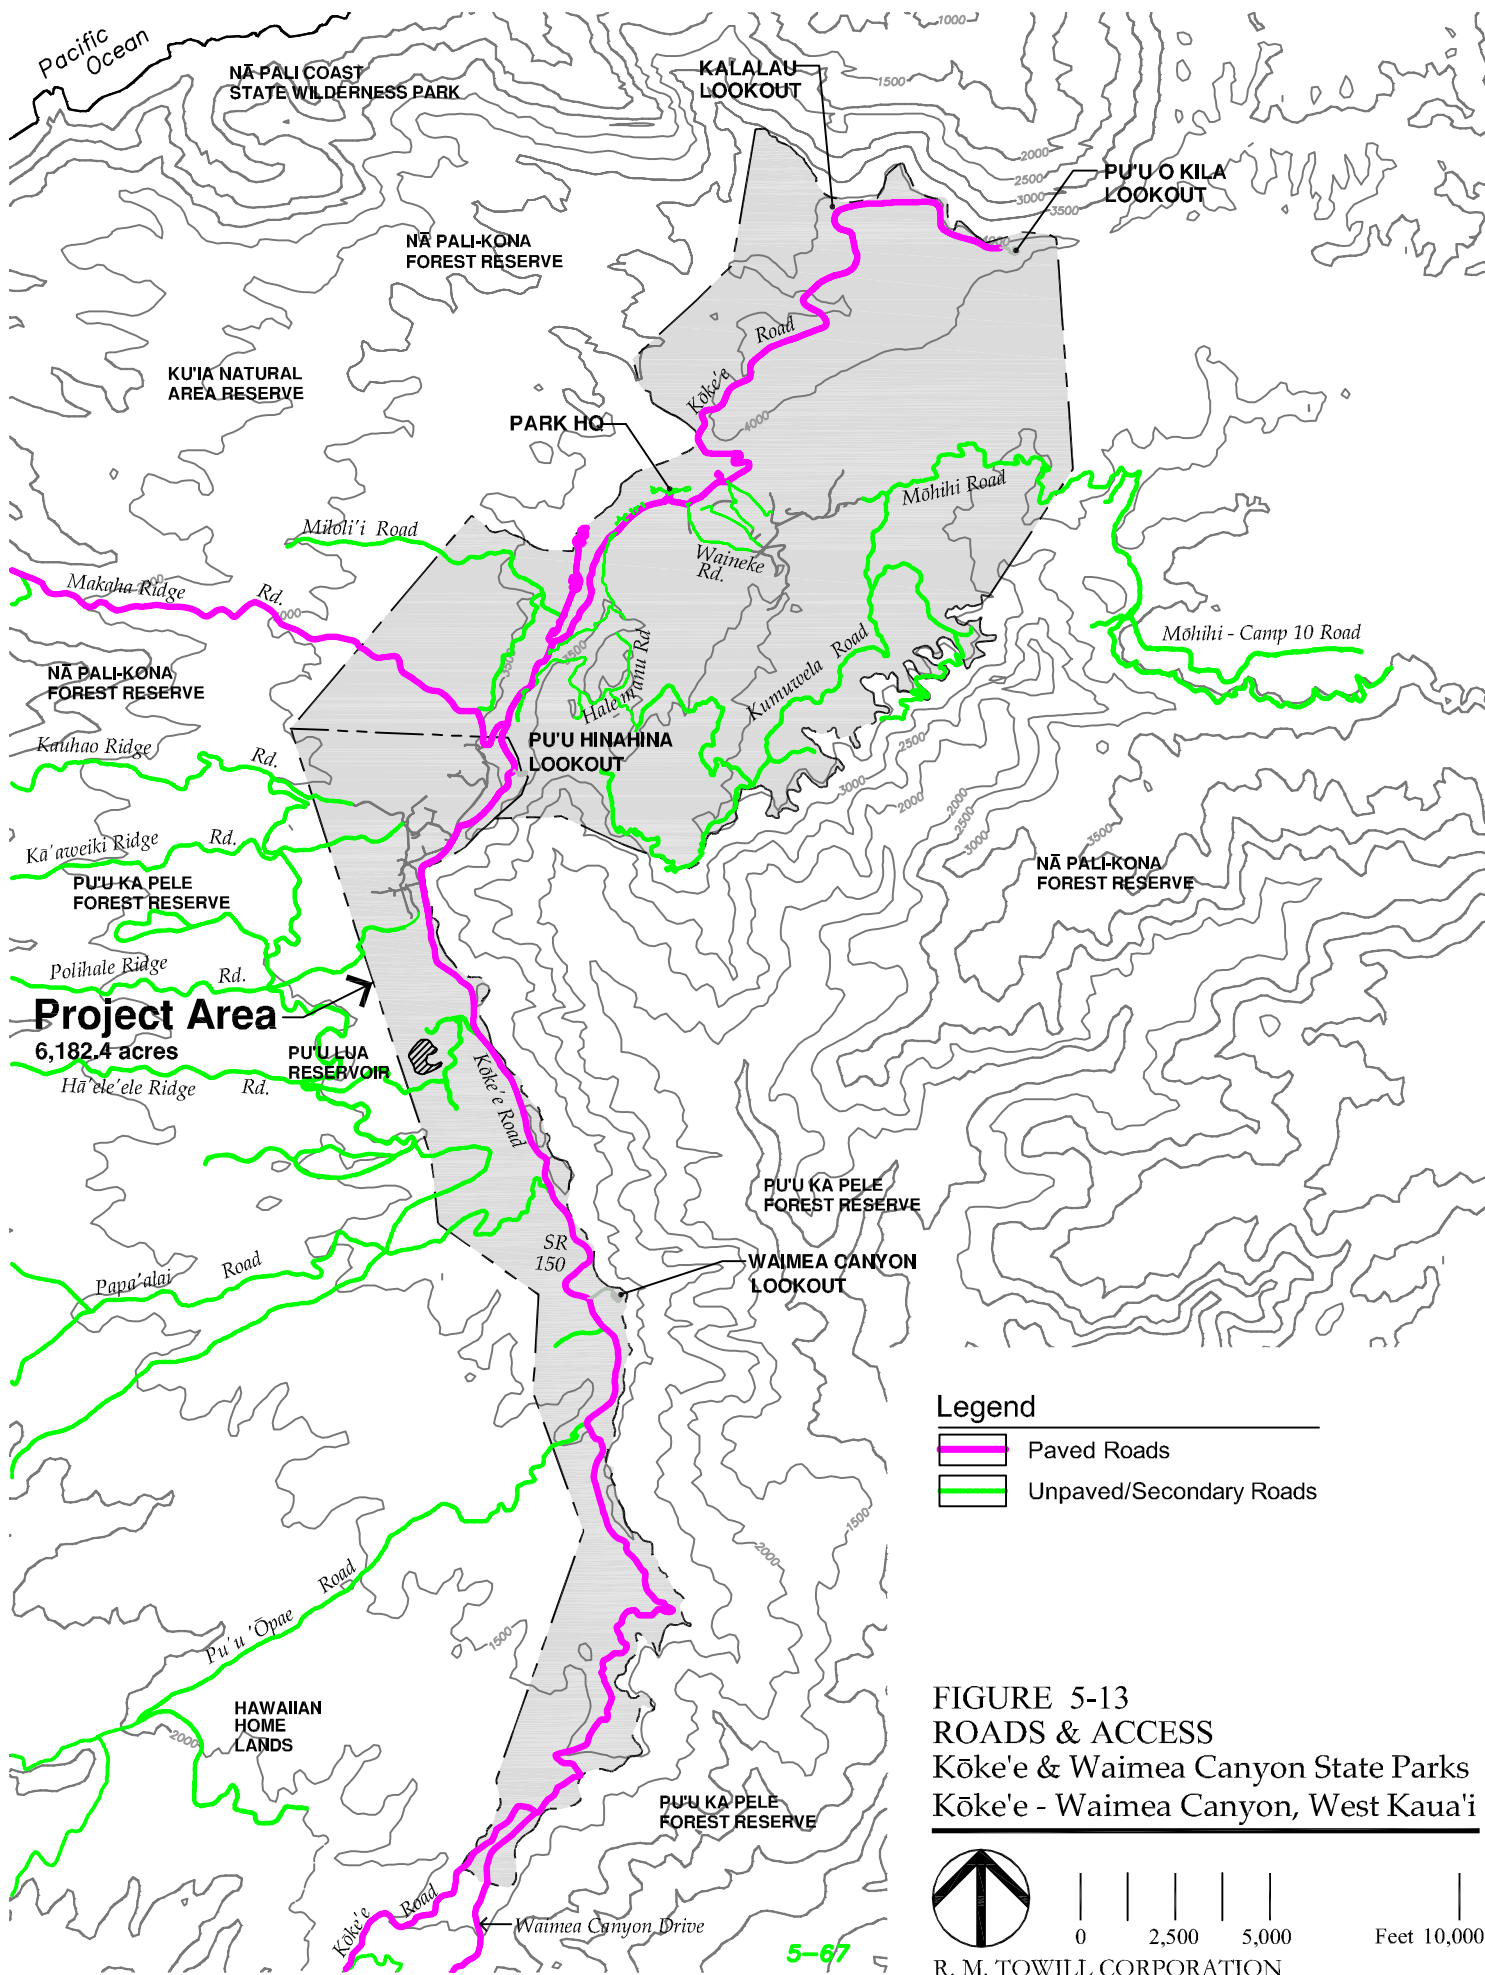 Pacific
Ocean
NĀ PALI COAST
STATE WILDERNESS PARK
KALALAU
LOOKOUT
1000
1500
2000
2500
3000
3500
4000
PU'U O KILA
LOOKOUT
NĀ PALI-KONA
FOREST RESERVE
KU'IA NATURAL
AREA RESERVE
Road
Kōke'e
4000
PARK HQ
Mōhihi Road
Miloli'i Road
Waineke
Rd.
Makaha Ridge
Rd.
3500
3500
Halemanu Rd
Kumuwela Road
Mōhihi - Camp 10 Road
NĀ PALI-KONA
FOREST RESERVE
Kauhao Ridge
Rd.
PU'U HINAHINA
LOOKOUT
2500
3000
2000
2000
2500
3000
3500
Ka'aweiki Ridge
Rd.
NĀ PALI-KONA
FOREST RESERVE
PU'U KA PELE
FOREST RESERVE
Polihale Ridge
Rd.
Project Area
6,182.4 acres
PU'U LUA
RESERVOIR
Hā'ele'ele Ridge
Rd.
Kōke'e Road
PU'U KA PELE
FOREST RESERVE
SR
150
WAIMEA CANYON
LOOKOUT
Papa'alai
Road
Legend
Paved Roads
Unpaved/Secondary Roads
1500
2000
Pu'u 'Ōpae
Road
1500
HAWAIIAN
HOME
LANDS
2000
PU'U KA PELE
FOREST RESERVE
Kōke'e
Road
Waimea Canyon Drive
5-67
FIGURE 5-13
ROADS & ACCESS
Kōke'e & Waimea Canyon State Parks
Kōke'e - Waimea Canyon, West Kaua'i
0 2,500 5,000 Feet 10,000
R. M. TOWILL CORPORATION